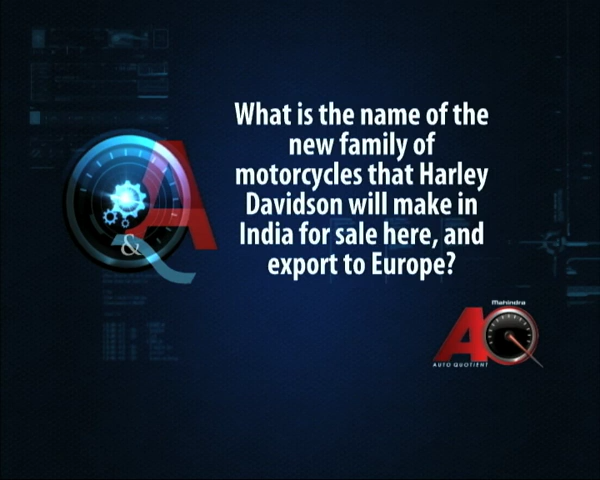 What is the name of the
new family of
motorcycles that Harley
Davidson will make in
India for sale here, and
export to Europe?
A
&
Q
Mahindra
AQ
AUTO QUOTIENT